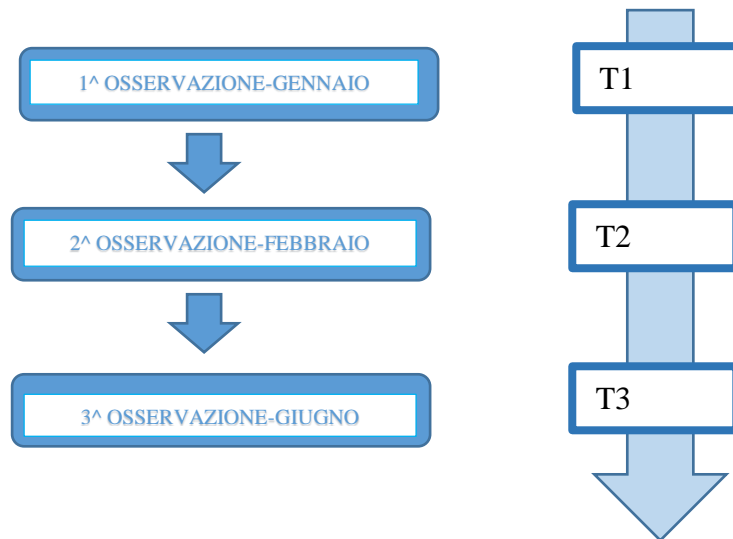 1^ OSSERVAZIONE-GENNAIO
T1
2^ OSSERVAZIONE-FEBBRAIO
T2
3^ OSSERVAZIONE-GIUGNO
T3